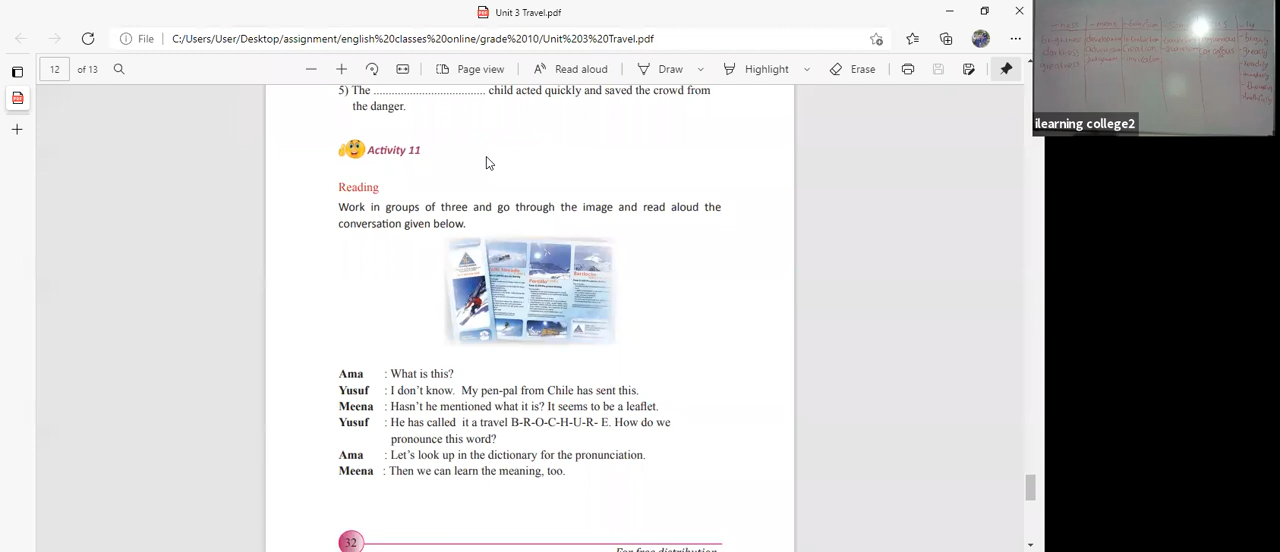 Unit 3 Travel.pdf
File
C:/Users/User/Desktop/assignment/english%20classes%20online/grade%2010/Unit%203%20Travel.pdf
12 of 13
Page view
Read aloud
Draw
Highlight
Erase
ilearning college2
5) The .................................... child acted quickly and saved the crowd from
the danger.
Activity 11
Reading
Work in groups of three and go through the image and read aloud the
conversation given below.
Ama : What is this?
Yusuf : I don't know. My pen-pal from Chile has sent this.
Meena : Hasn't he mentioned what it is? It seems to be a leaflet.
Yusuf : He has called it a travel B-R-O-C-H-U-R- E. How do we
pronounce this word?
Ama : Let's look up in the dictionary for the pronunciation.
Meena : Then we can learn the meaning, too.
32
For free distribution